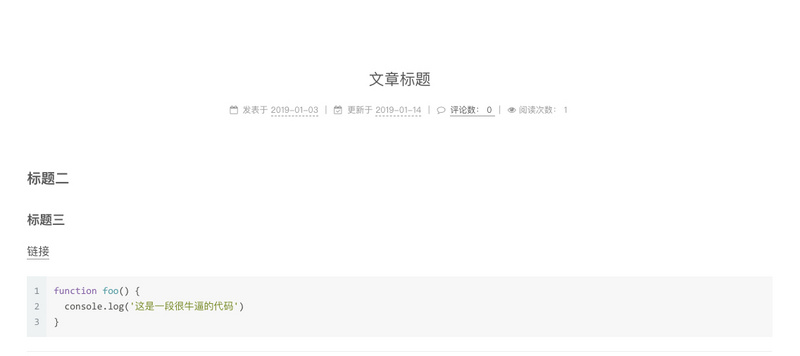 文章标题
发表于 2019-01-03 | 更新于 2019-01-14 | 评论数： 0 | 阅读次数： 1
标题二
标题三
链接
1 function foo() {
2 console.log('这是一段很牛逼的代码')
3 }